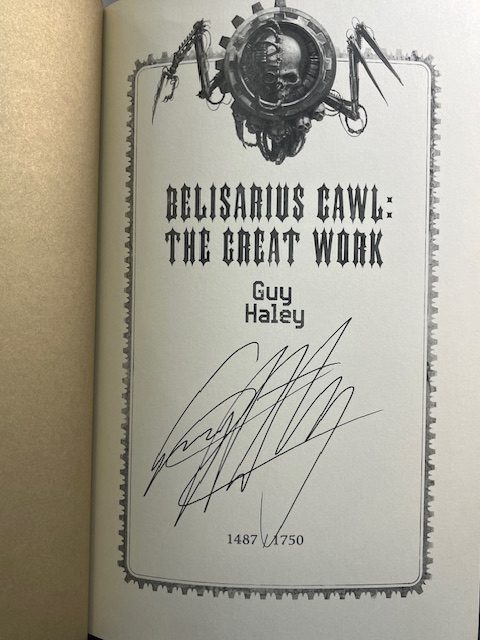 BELISARIUS CAWL:
THE GREAT WORK
Guy
Haley
1487/1750